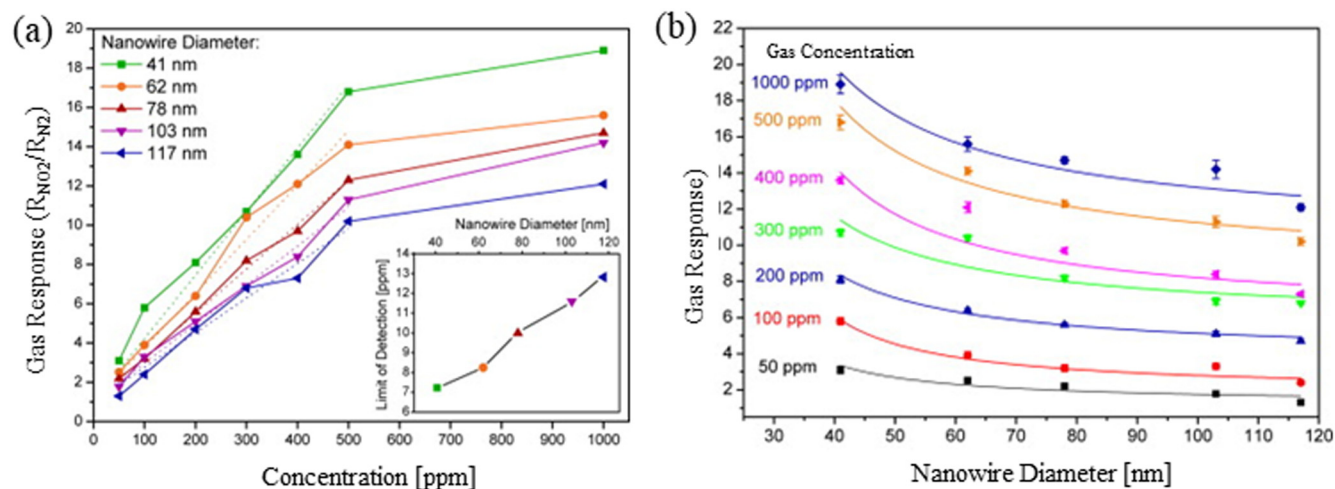 (a)
Gas Response (R_NO2/R_N2)
20
18
16
14
12
10
8
6
4
2
0
Nanowire Diameter:
41 nm
62 nm
78 nm
103 nm
117 nm
Nanowire Diameter [nm]
40 60 80 100 120
Limit of Detection [ppm]
14
13
12
11
10
9
8
7
6
0 100 200 300 400 500 600 700 800 900 1000
Concentration [ppm]
(b)
Gas Response
22
20
18
16
14
12
10
8
6
4
2
Gas Concentration
1000 ppm
500 ppm
400 ppm
300 ppm
200 ppm
100 ppm
50 ppm
30 40 50 60 70 80 90 100 110 120
Nanowire Diameter [nm]